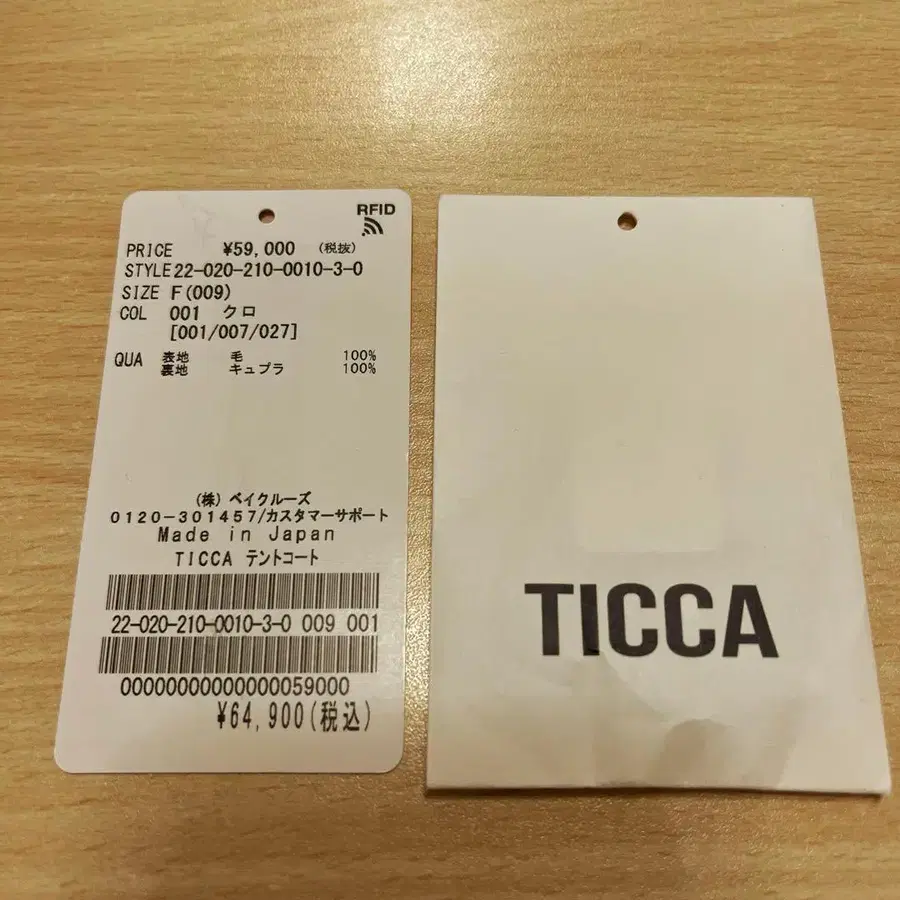 RFID
PRICE ¥59,000 (税抜)
STYLE 22-020-210-0010-3-0
SIZE F(009)
COL 001 クロ
[001/007/027]
QUA 表地 毛 100%
裏地 キュプラ 100%
(株) ベイクルーズ
0120-301457/カスタマーサポート
Made in Japan
TICCA テントコート
22-020-210-0010-3-0 009 001
00000000000000059000
¥64,900(税込)
TICCA